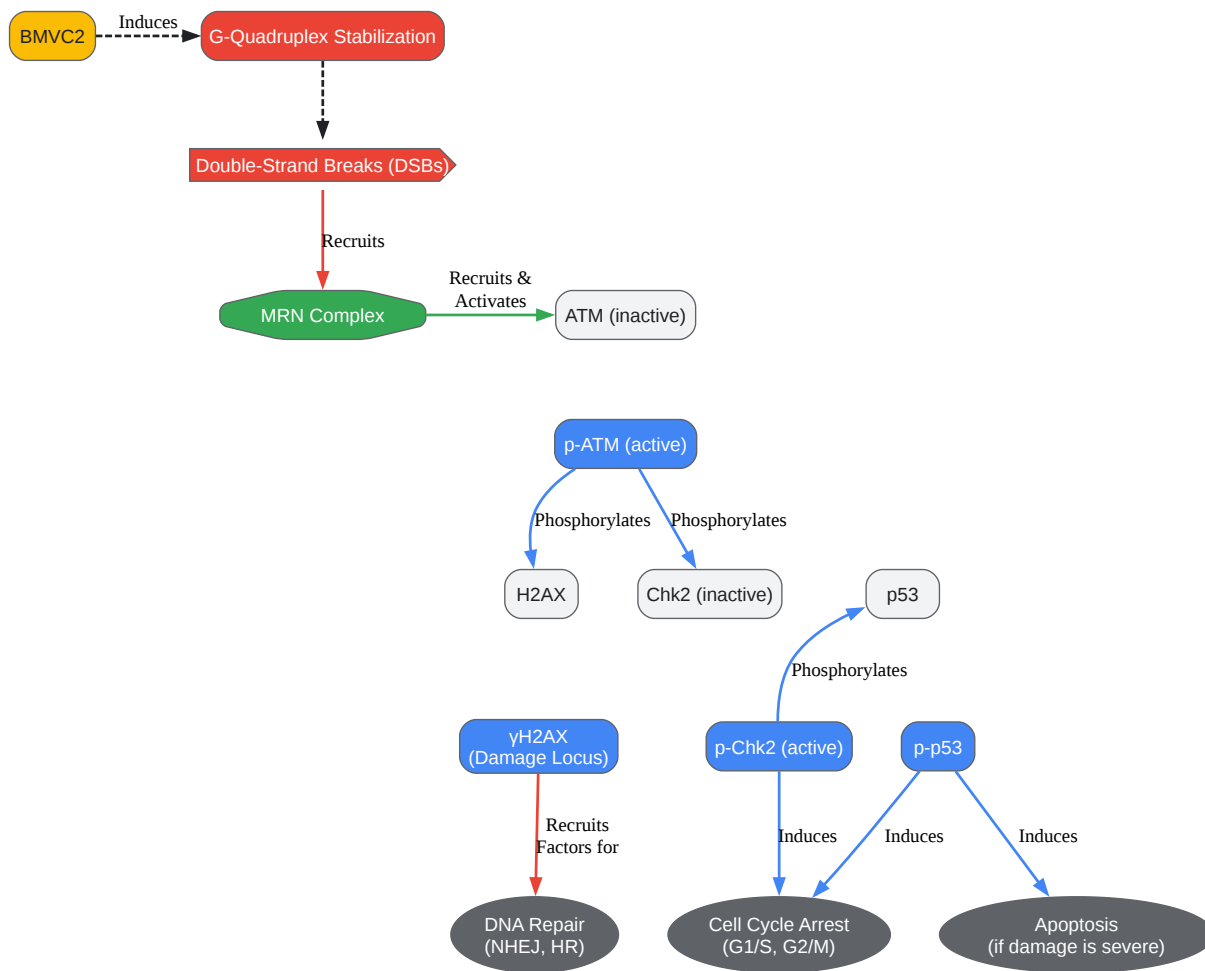 BMVC2
Induces
G-Quadruplex Stabilization
Double-Strand Breaks (DSBs)
Recruits
MRN Complex
Recruits &
Activates
ATM (inactive)
p-ATM (active)
Phosphorylates
Phosphorylates
H2AX
Chk2 (inactive)
p53
Phosphorylates
γH2AX
(Damage Locus)
p-Chk2 (active)
p-p53
Recruits
Factors for
Induces
Induces
Induces
DNA Repair
(NHEJ, HR)
Cell Cycle Arrest
(G1/S, G2/M)
Apoptosis
(if damage is severe)